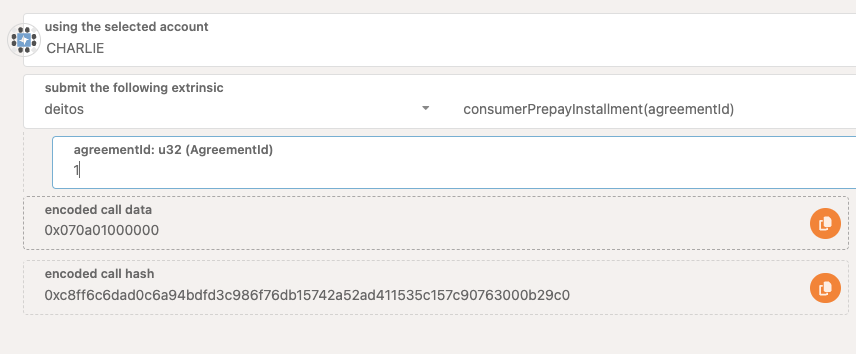 using the selected account
CHARLIE
submit the following extrinsic
deitos consumerPrepayInstallment(agreementId)
agreementId: u32 (AgreementId)
1
encoded call data
0x070a01000000
encoded call hash
0xc8ff6c6dad0c6a94bdfd3c986f76db15742a52ad411535c157c90763000b29c0